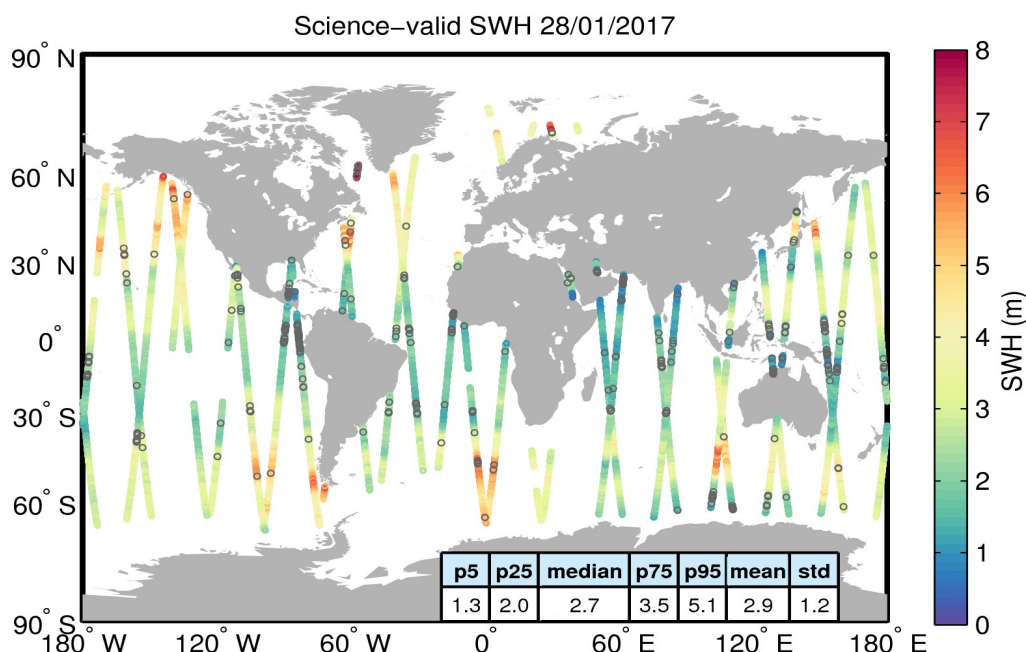 Science−valid SWH 28/01/2017
90° N
60° N
30° N
0°
30° S
60° S
90° S
180° W
120° W
60° W
0°
60° E
120° E
180° E
p5 p25 median p75 p95 mean std
1.3 2.0 2.7 3.5 5.1 2.9 1.2
8
7
6
5
4
3
2
1
0
SWH (m)